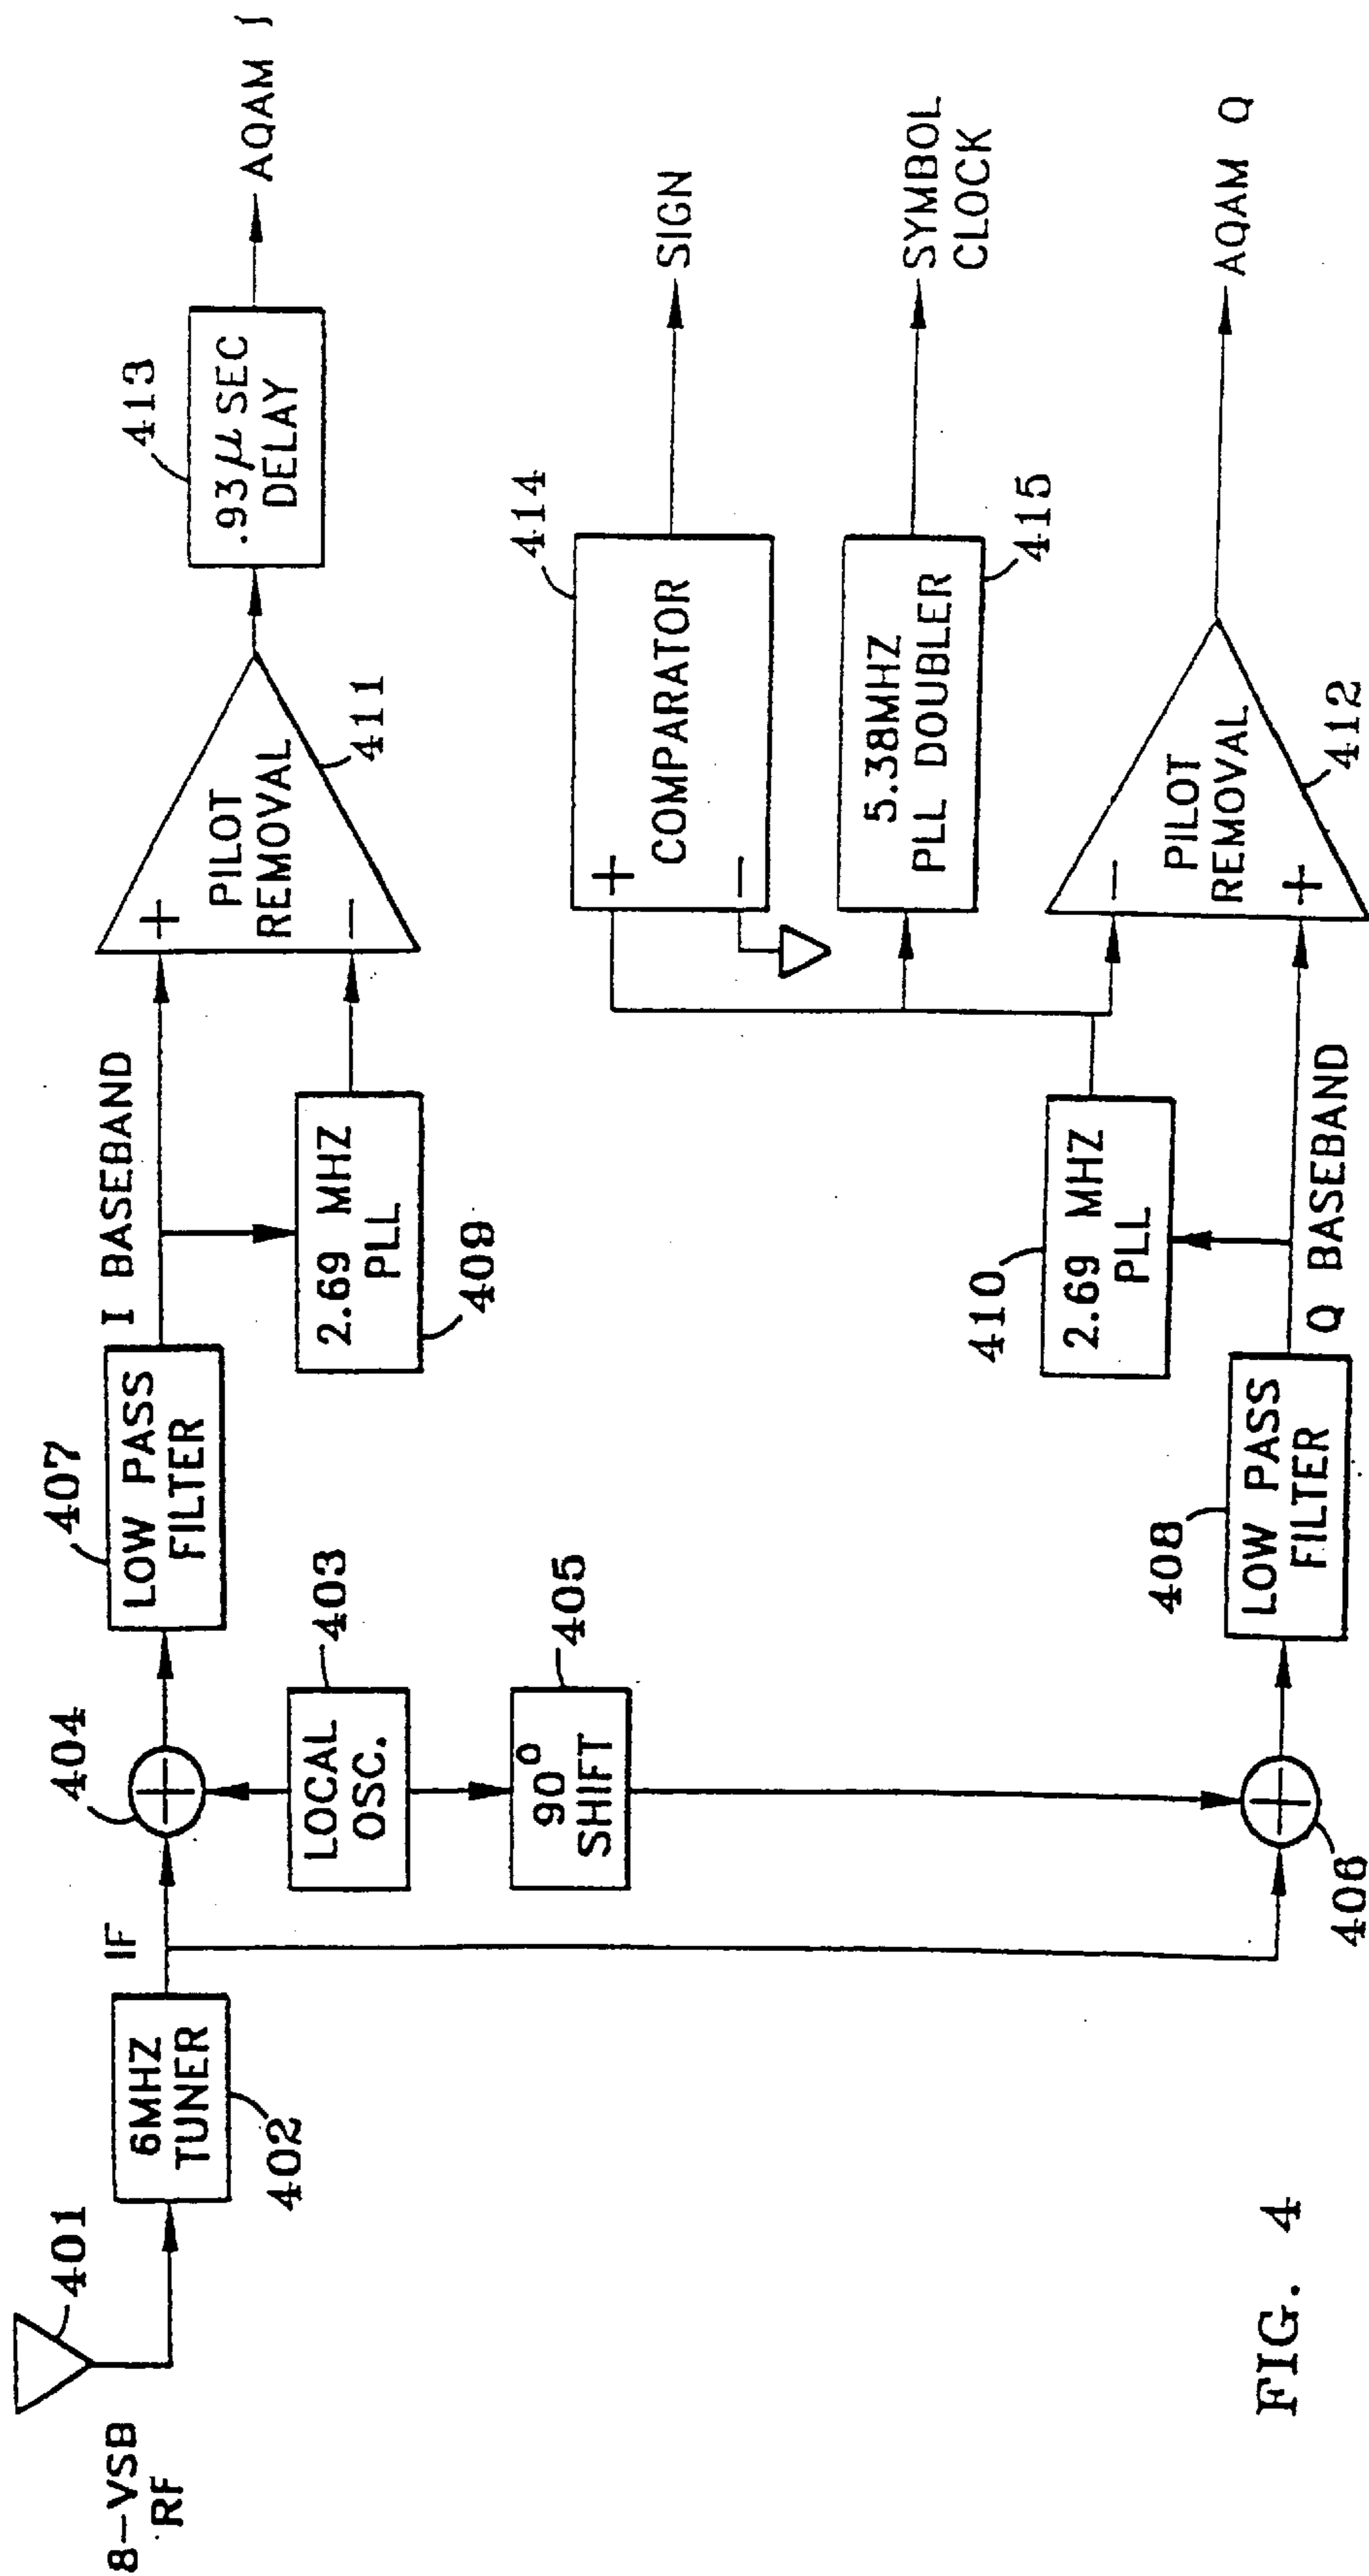 8-VSB
RF
401
6MHZ
TUNER
402
IF
404
LOCAL
OSC.
403
90°
SHIFT
405
406
407
LOW PASS
FILTER
408
LOW PASS
FILTER
I BASEBAND
2.69 MHZ
PLL
409
410
2.69 MHZ
PLL
Q BASEBAND
+
PILOT
REMOVAL
-
411
413
.93 μ SEC
DELAY
AQAM I
414
+
COMPARATOR
-
SIGN
5.38MHZ
PLL DOUBLER
415
SYMBOL
CLOCK
-
PILOT
REMOVAL
+
412
AQAM Q
FIG. 4